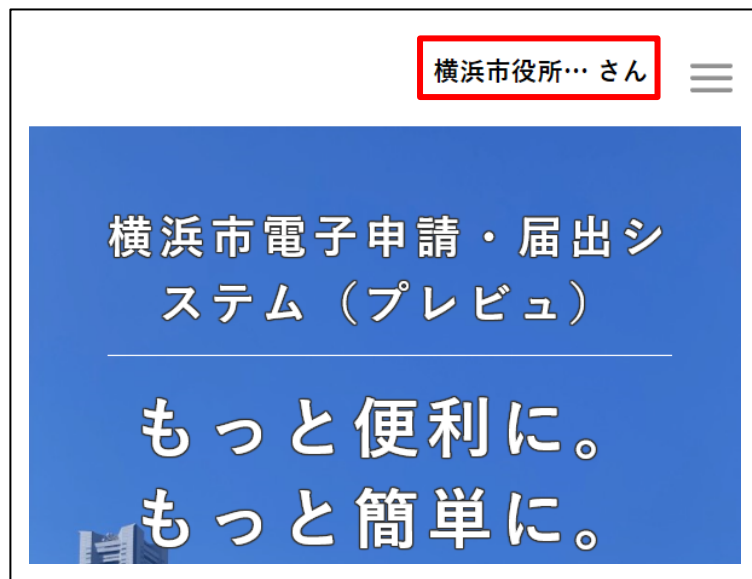 横浜市役所… さん
横浜市電子申請・届出シ
ステム（プレビュ）
もっと便利に。
もっと簡単に。